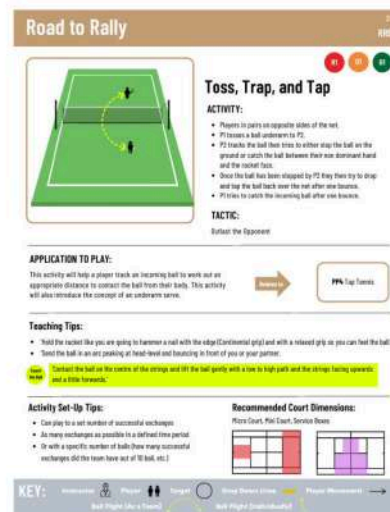 Road to Rally
R1
O1
G1
Toss, Trap, and Tap
ACTIVITY:
• Players in pairs on opposite sides of the net.
• P1 tosses a ball underarm to P2.
• P2 tracks the ball then tries to either stop the ball on the
ground or catch the ball between their non dominant hand
and the racket face.
• Once the ball has been stopped by P2 they then try to drop
and tap the ball back over the net after one bounce.
• P1 tries to catch the incoming ball after one bounce.
TACTIC:
Outlast the Opponent
APPLICATION TO PLAY:
This activity will help a player track an incoming ball to work out an
appropriate distance to contact the ball from their body. This activity
will also introduce the concept of an underarm serve.
Relates to
PP4 Tap Tennis
Teaching Tips:
• 'Hold the racket like you are going to hammer a nail with the edge (Continental grip) and with a relaxed grip so you can feel the ball
• 'Send the ball in an arc peaking at head-level and bouncing in front of you or your partner.
'Contact the ball on the centre of the strings and lift the ball gently with a low to high path and the strings facing upwards
and a little forwards.'
Activity Set-Up Tips:
• Can play to a set number of successful exchanges
• As many exchanges as possible in a defined time period
• Or with a specific number of balls (how many successful
exchanges did the team have out of 10 ball, etc.)
Recommended Court Dimensions:
Micro Court, Mini Court, Service Boxes
KEY:
Instructor
Player
Target
Drop Down Lines
Player Movement
Ball Flight (As a Team)
Ball Flight (Individually)